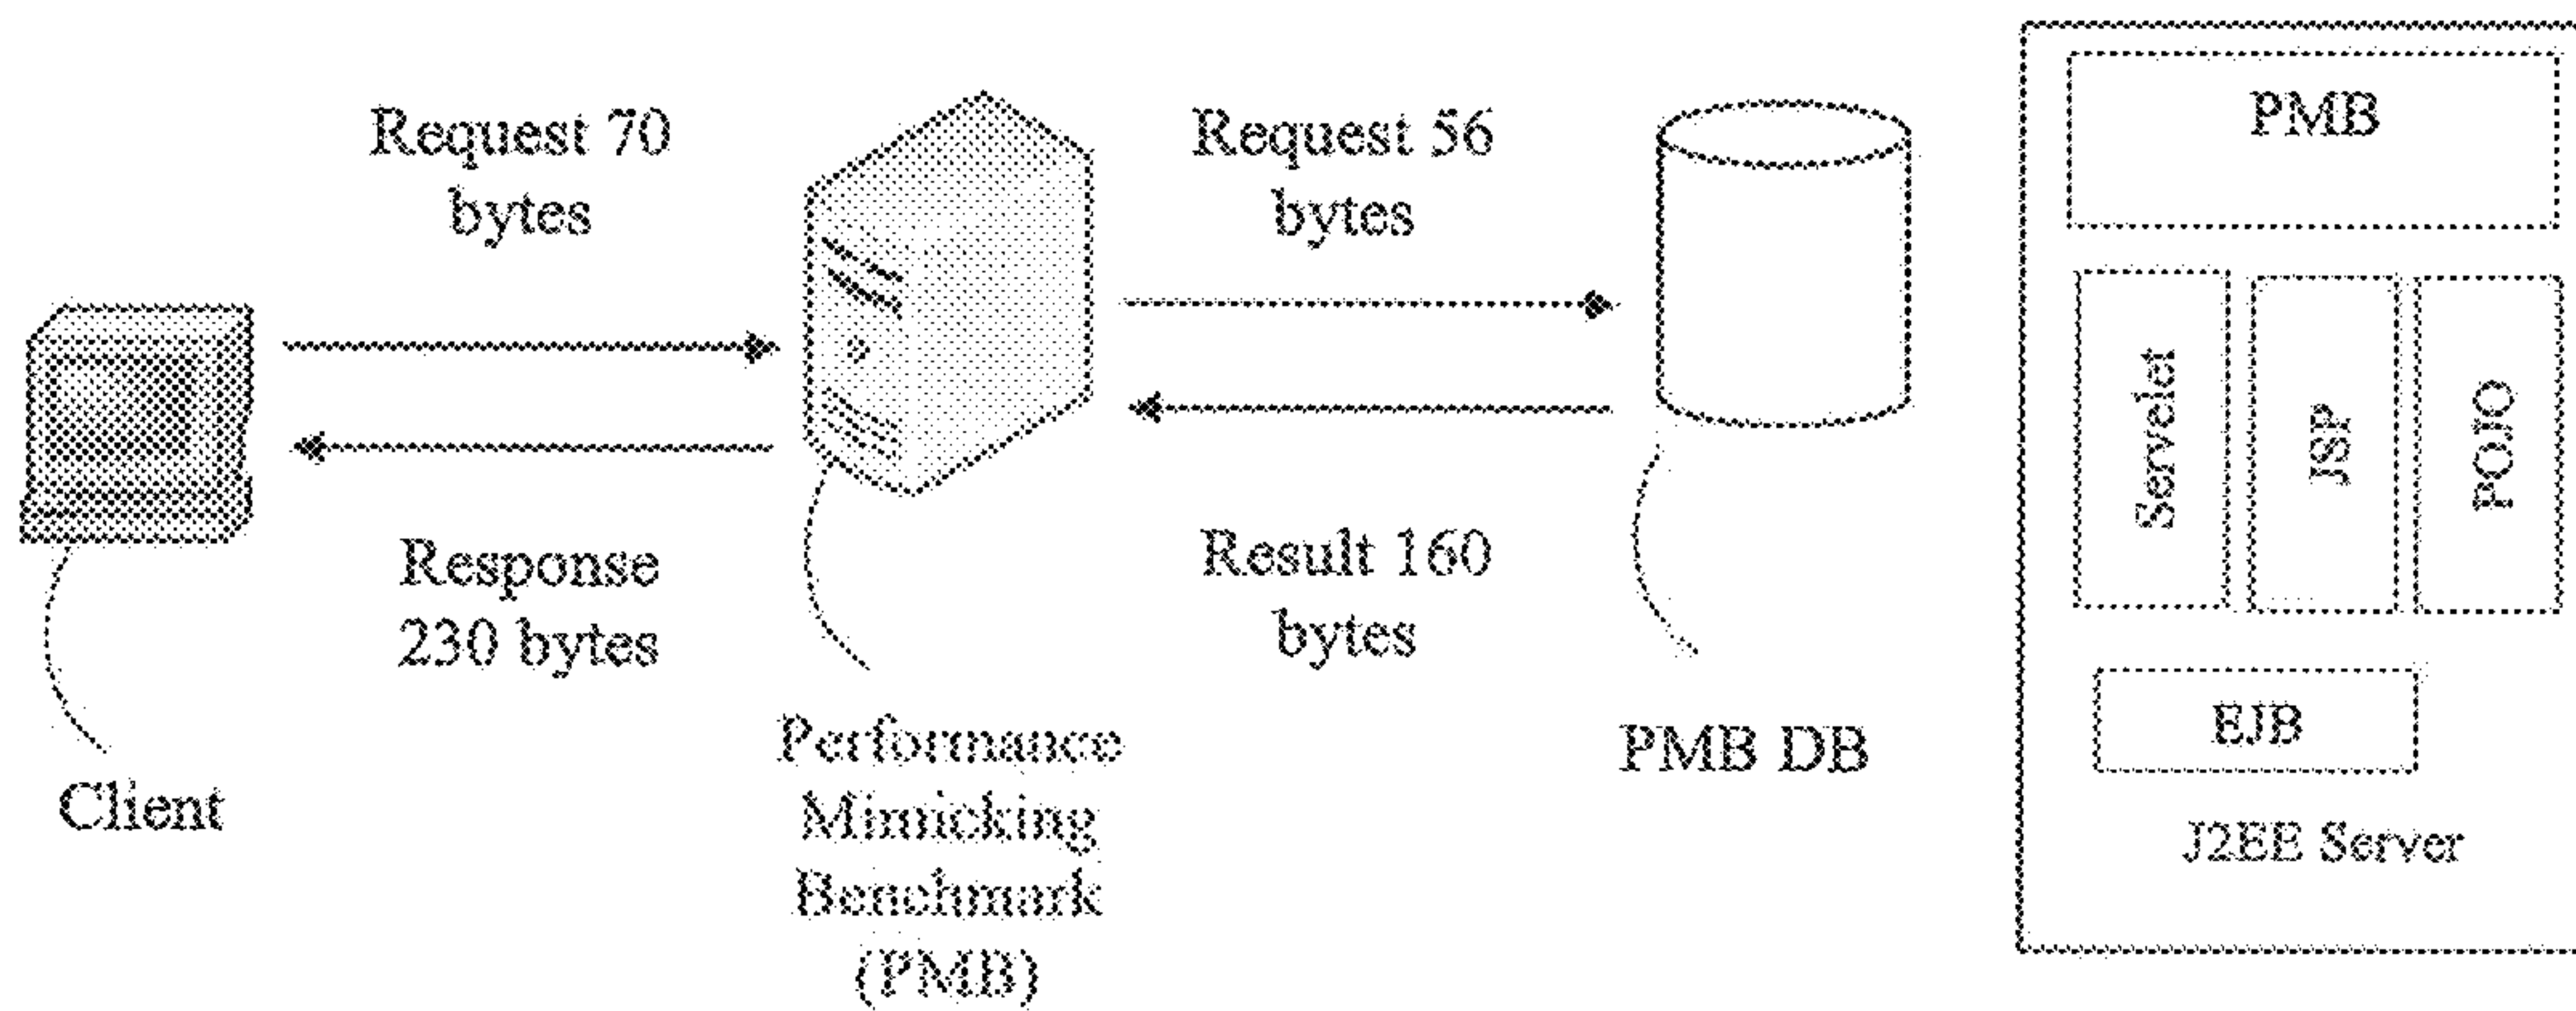 Request 70
bytes
Response
230 bytes
Client
Performance
Mimicking
Benchmark
(PMB)
Request 56
bytes
Result 160
bytes
PMB DB
PMB
Servelet
JSP
POJO
EJB
J2EE Server